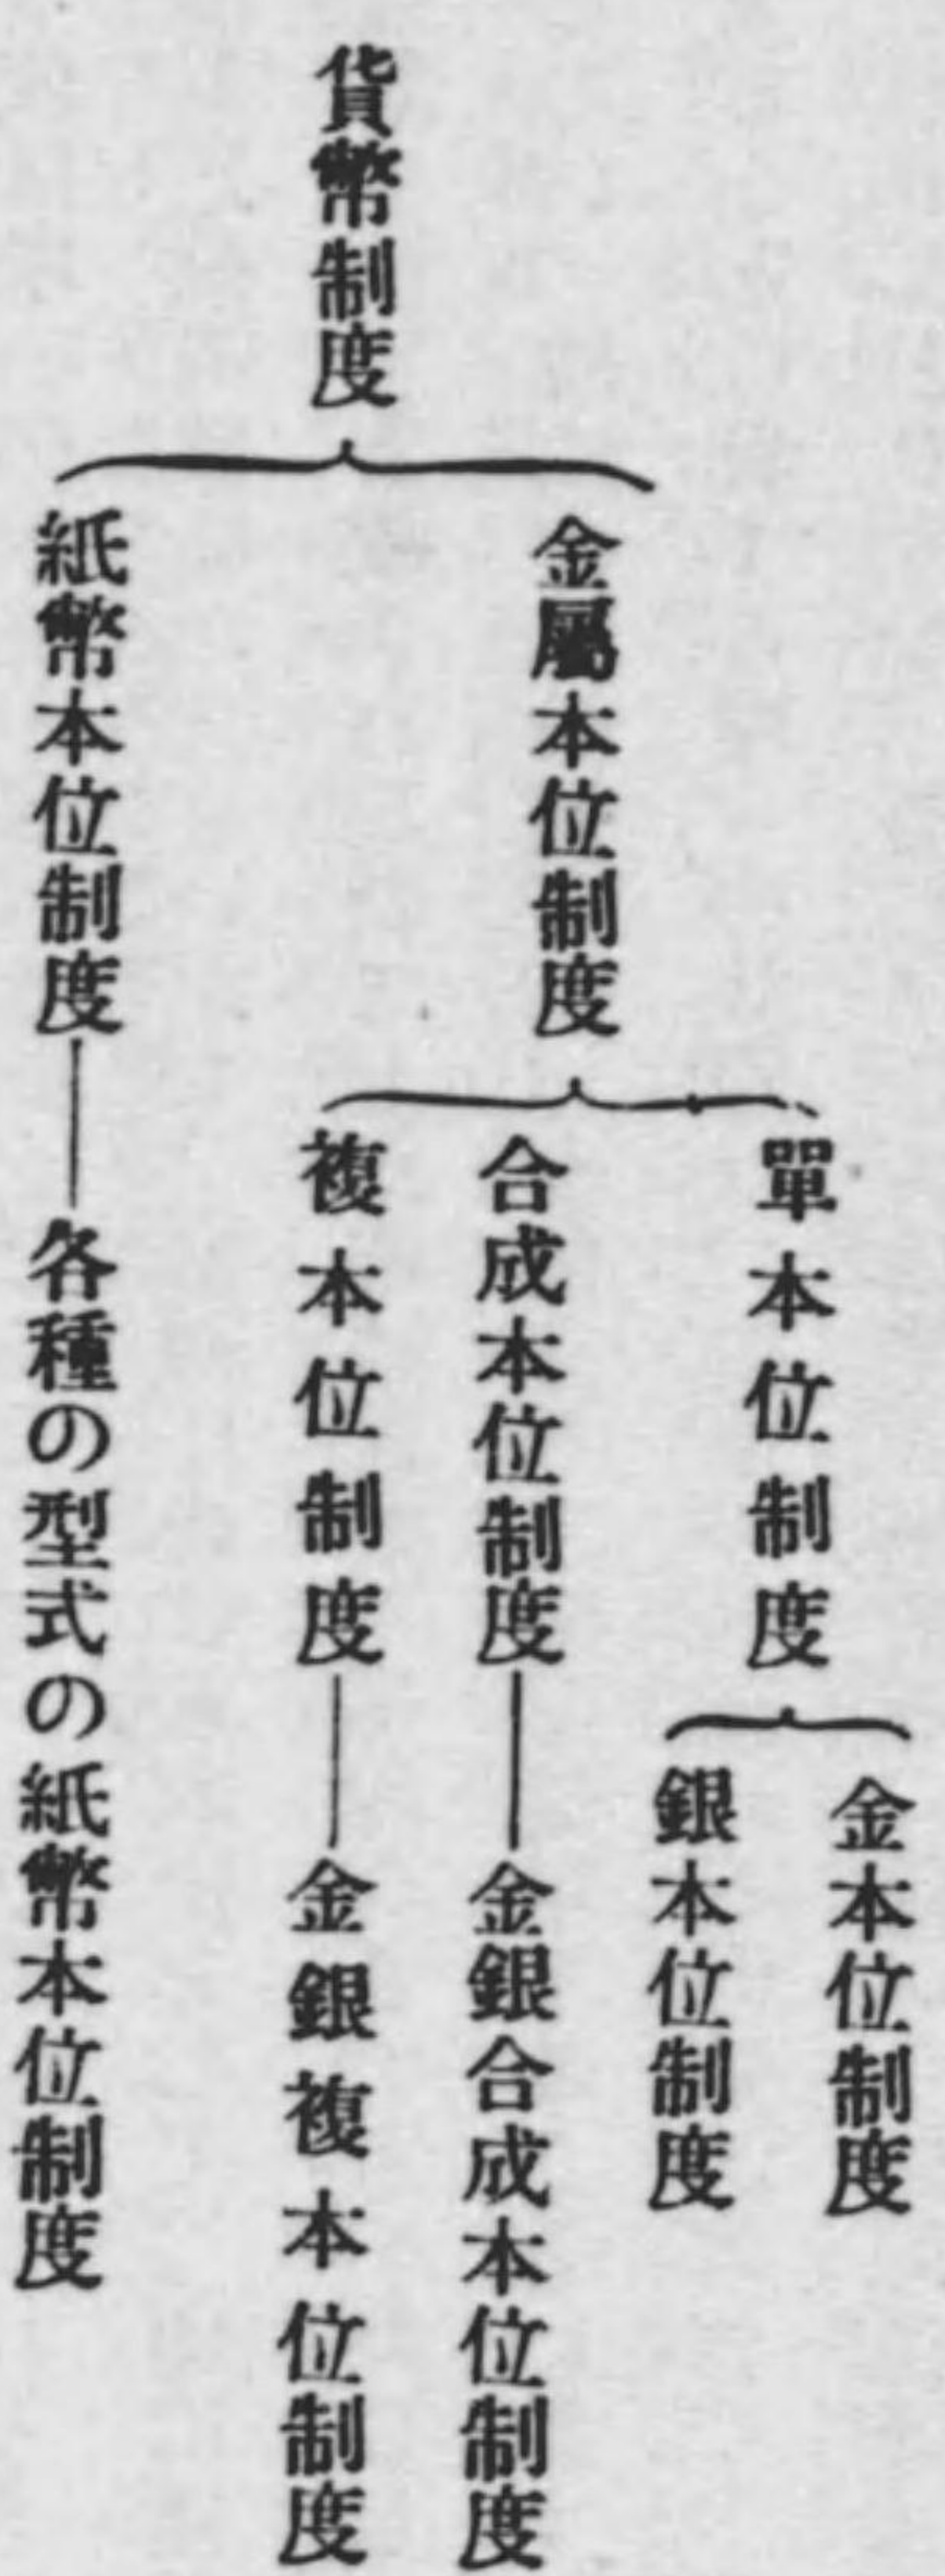 貨幣制度
金屬本位制度
單本位制度
金本位制度
銀本位制度
合成本位制度――金銀合成本位制度
複本位制度――金銀複本位制度
紙幣本位制度――各種の型式の紙幣本位制度